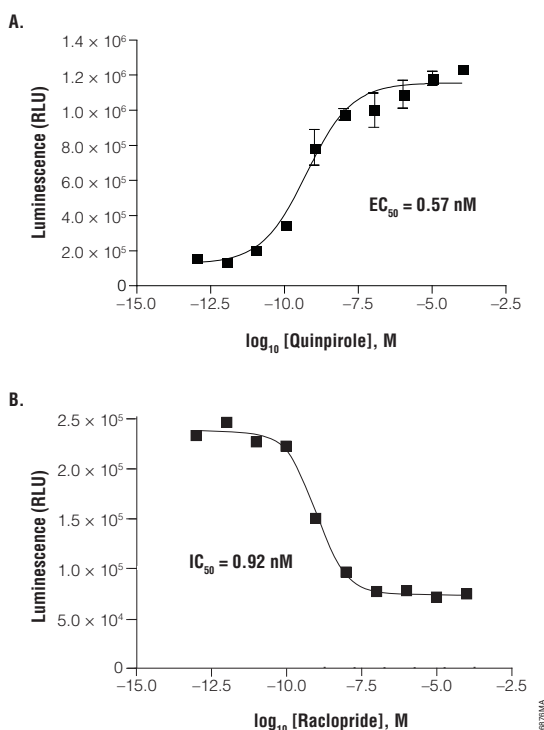 A.
1.4 × 10⁶
1.2 × 10⁶
1.0 × 10⁶
8.0 × 10⁵
6.0 × 10⁵
4.0 × 10⁵
2.0 × 10⁵
0
Luminescence (RLU)
EC₅₀ = 0.57 nM
−15.0 −12.5 −10.0 −7.5 −5.0 −2.5
log₁₀ [Quinpirole], M
B.
2.5 × 10⁵
2.0 × 10⁵
1.5 × 10⁵
1.0 × 10⁵
5.0 × 10⁴
0
Luminescence (RLU)
IC₅₀ = 0.92 nM
−15.0 −12.5 −10.0 −7.5 −5.0 −2.5
log₁₀ [Raclopride], M
6876MA